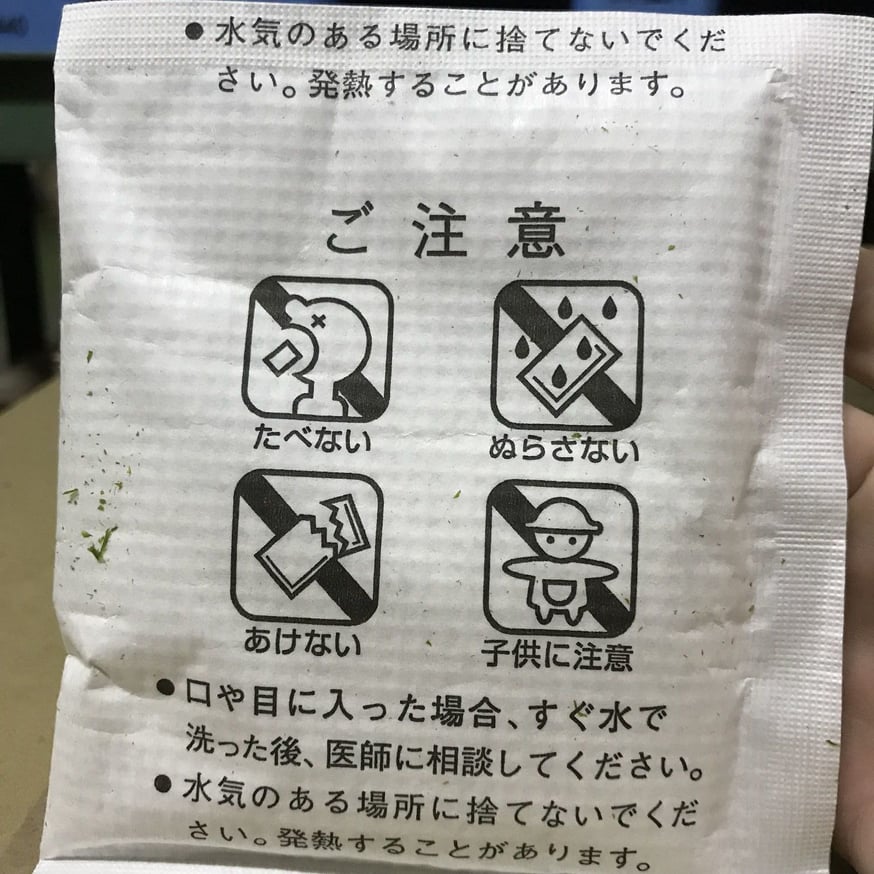 ●水気のある場所に捨てないでくだ
さい。発熱することがあります。
ご注意
たべない
ぬらさない
あけない
子供に注意
●口や目に入った場合、すぐ水で
洗った後、医師に相談してください。
●水気のある場所に捨てないでくだ
さい。発熱することがあります。